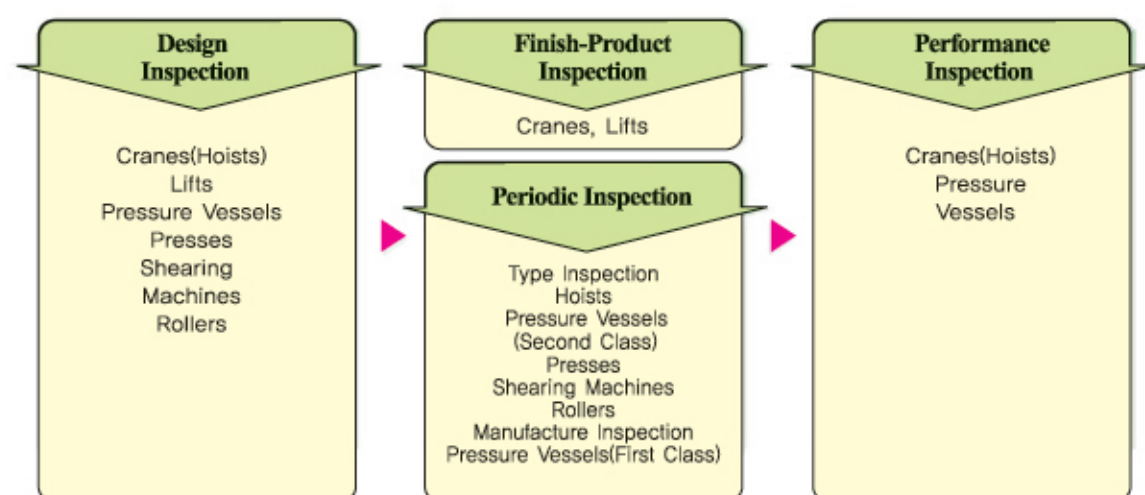 Design
Inspection
Cranes(Hoists)
Lifts
Pressure Vessels
Presses
Shearing
Machines
Rollers
Finish-Product
Inspection
Cranes, Lifts
Periodic Inspection
Type Inspection
Hoists
Pressure Vessels
(Second Class)
Presses
Shearing Machines
Rollers
Manufacture Inspection
Pressure Vessels(First Class)
Performance
Inspection
Cranes(Hoists)
Pressure
Vessels